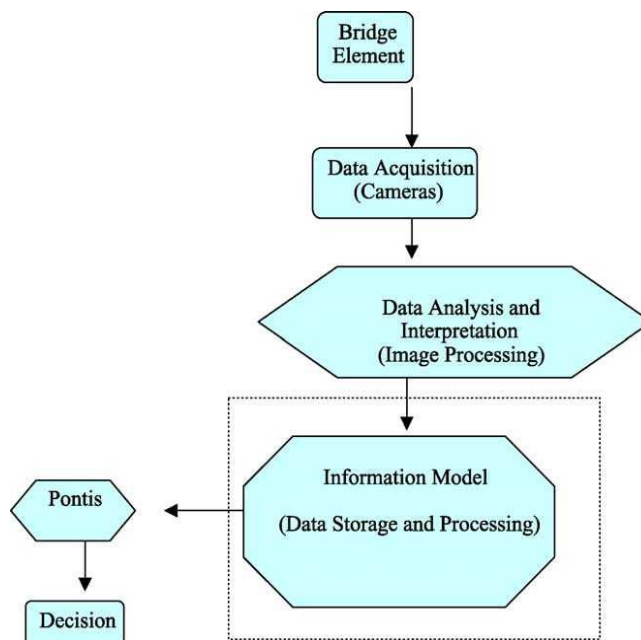 Bridge
Element
Data Acquisition
(Cameras)
Data Analysis and
Interpretation
(Image Processing)
Information Model
(Data Storage and Processing)
Pontis
Decision